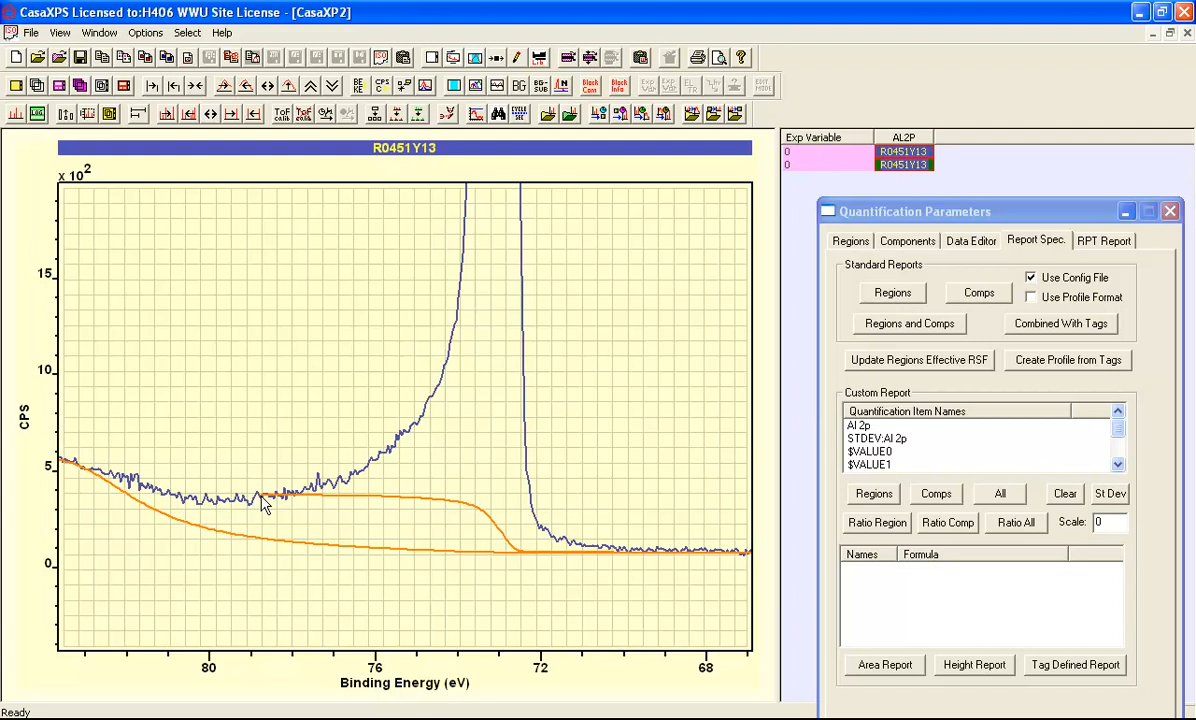 CasaXPS Licensed to:H406 WWU Site License - [CasaXP2]
File View Window Options Select Help
R0451Y13
x 10 2
15
10
5
0
CPS
80 76 72 68
Binding Energy (eV)
Ready
Exp Variable AL2P
0 R0451Y13
0 R0451Y13
Quantification Parameters
Regions Components Data Editor Report Spec. RPT Report
Standard Reports
Use Config File
Regions Comps
Use Profile Format
Regions and Comps Combined With Tags
Update Regions Effective RSF Create Profile from Tags
Custom Report
Quantification Item Names
Al 2p
STDEV:Al 2p
$VALUE0
$VALUE1
Regions Comps All Clear St Dev
Ratio Region Ratio Comp Ratio All Scale: 0
Names Formula
Area Report Height Report Tag Defined Report